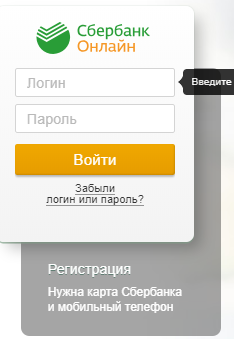 Сбербанк
Онлайн
Логин
Введите
Пароль
Войти
Забыли
логин или пароль?
Регистрация
Нужна карта Сбербанка
и мобильный телефон